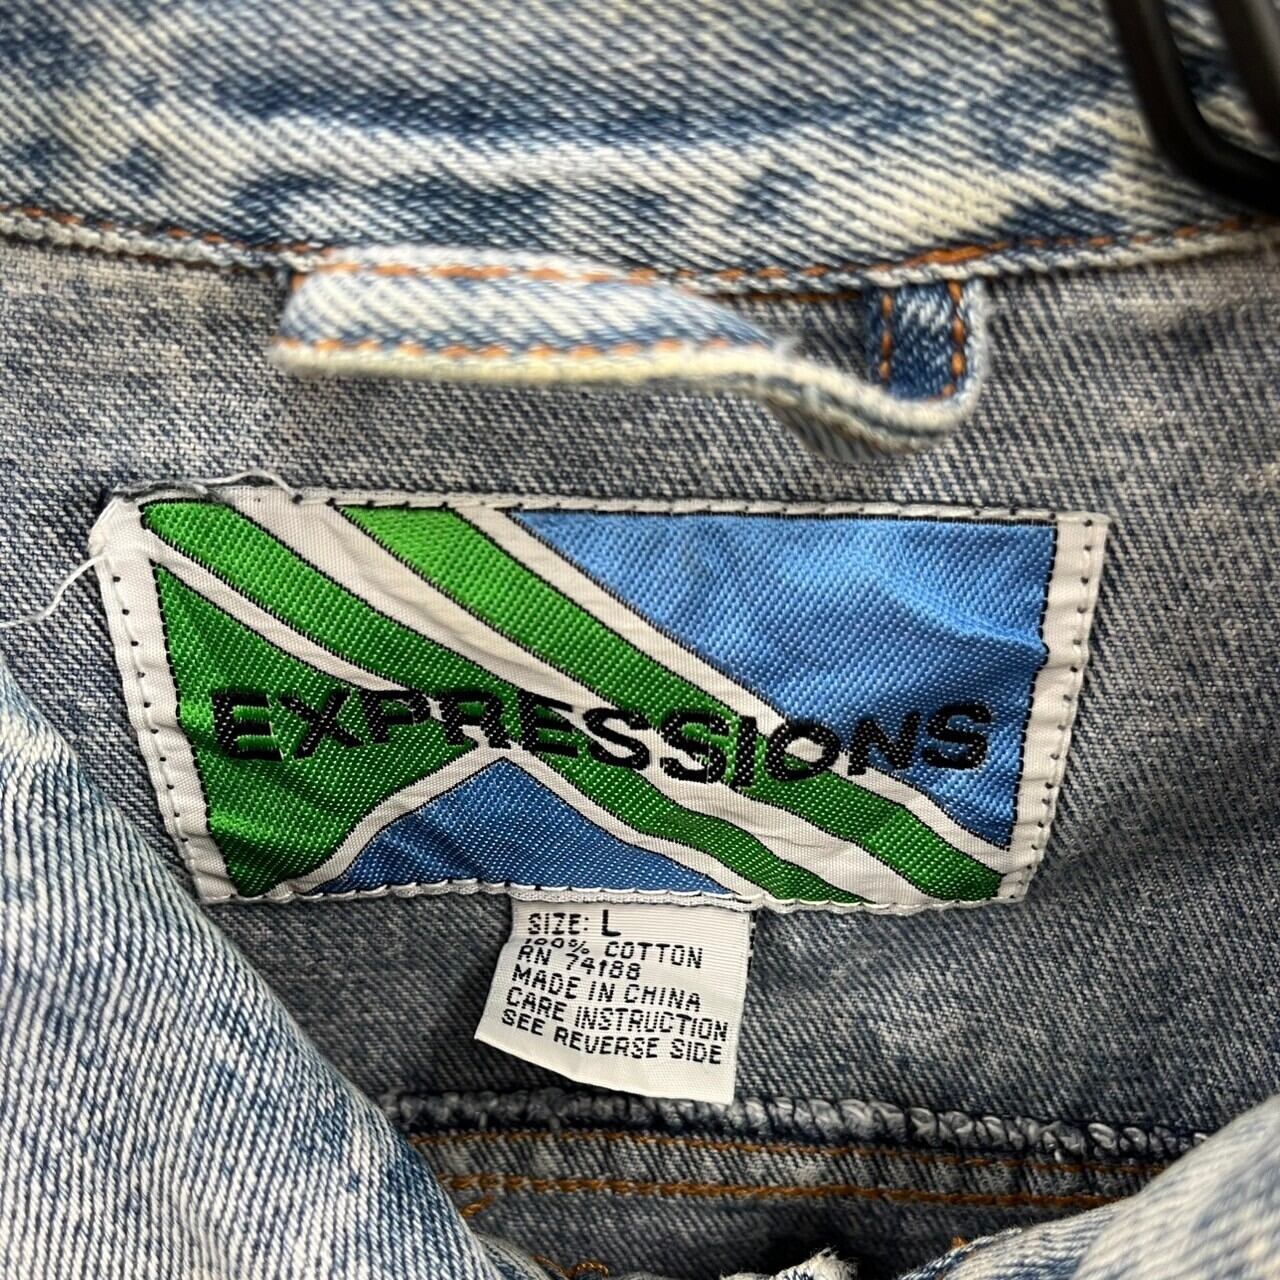 EXPRESSIONS
SIZE: L
100% COTTON
RN 74188
MADE IN CHINA
CARE INSTRUCTION
SEE REVERSE SIDE